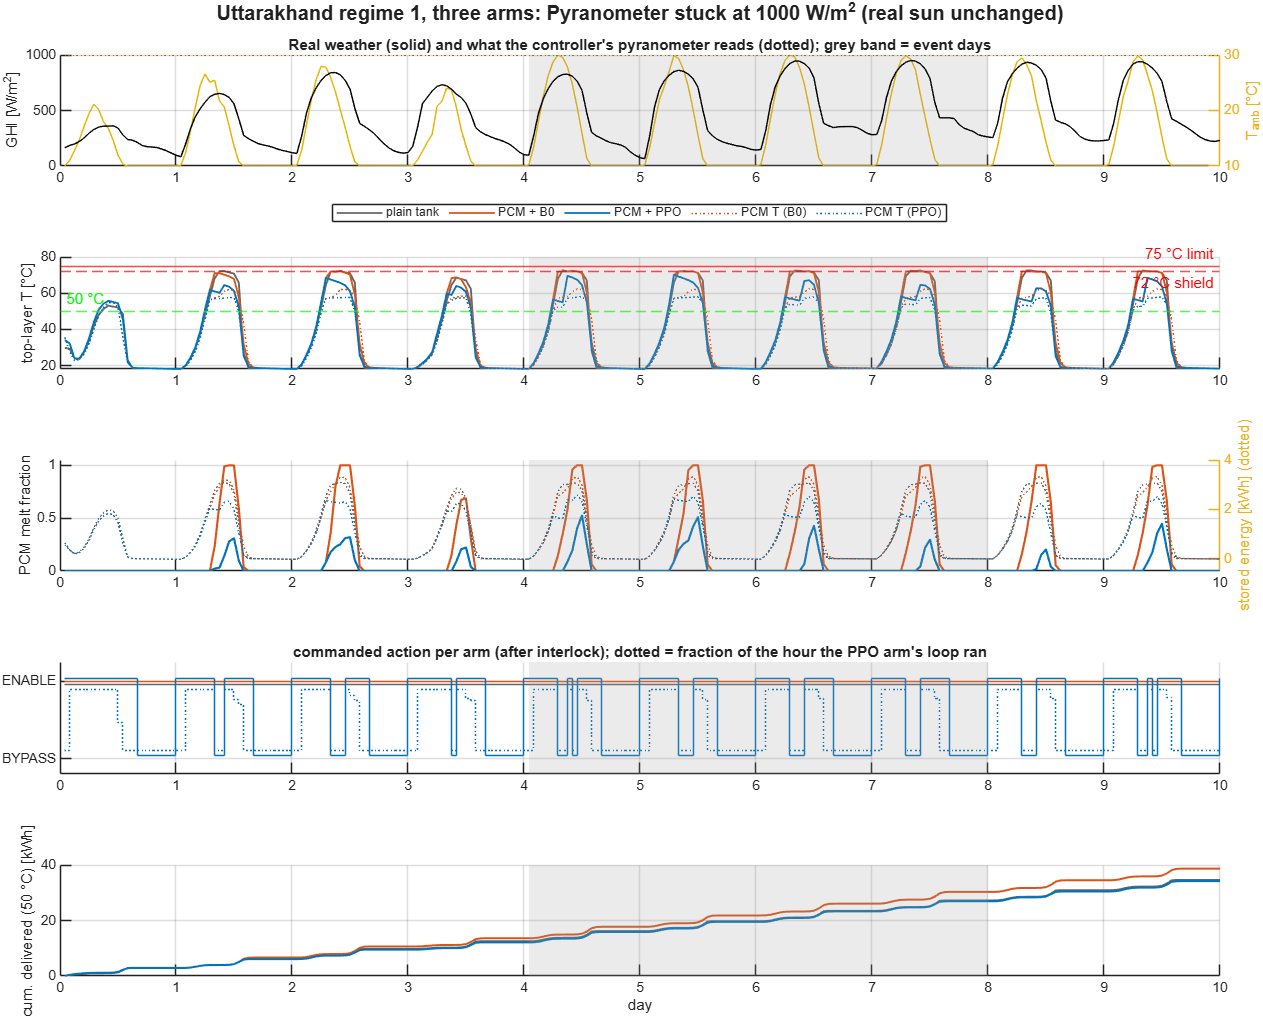 Uttarakhand regime 1, three arms: Pyranometer stuck at 1000 W/m² (real sun unchanged)
Real weather (solid) and what the controller's pyranometer reads (dotted); grey band = event days
GHI [W/m²]
1000
500
0
30
20
10
T amb [°C]
0 1 2 3 4 5 6 7 8 9 10
plain tank PCM + B0 PCM + PPO PCM T (B0) PCM T (PPO)
top-layer T [°C]
80
60
40
20
75 °C limit
72 °C shield
50 °C
0 1 2 3 4 5 6 7 8 9 10
PCM melt fraction
1
0.5
0
4
2
0
stored energy [kWh] (dotted)
0 1 2 3 4 5 6 7 8 9 10
commanded action per arm (after interlock); dotted = fraction of the hour the PPO arm's loop ran
ENABLE
BYPASS
0 1 2 3 4 5 6 7 8 9 10
cum. delivered (50 °C) [kWh]
40
20
0
0 1 2 3 4 5 6 7 8 9 10
day